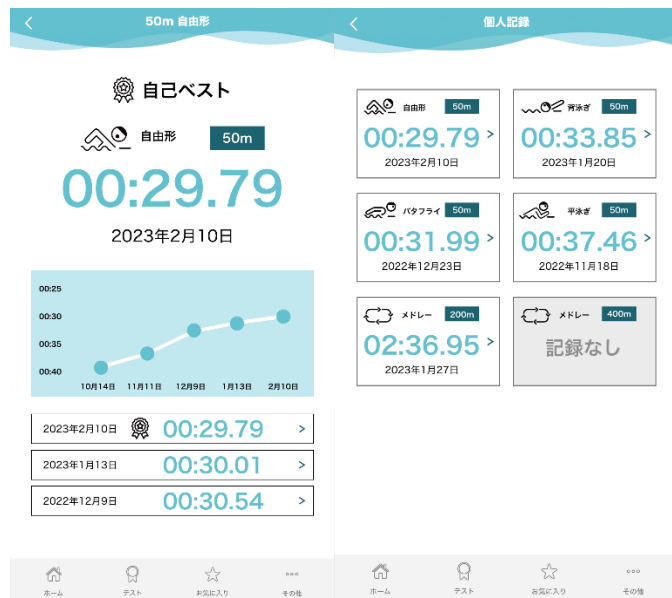 50m 自由形
自己ベスト
自由形 50m
00:29.79
2023年2月10日
00:25
00:30
00:35
00:40
10月14日 11月11日 12月9日 1月13日 2月10日
2023年2月10日 00:29.79
2023年1月13日 00:30.01
2022年12月9日 00:30.54
ホーム テスト お気に入り その他
個人記録
自由形 50m
00:29.79
2023年2月10日
背泳ぎ 50m
00:33.85
2023年1月20日
バタフライ 50m
00:31.99
2022年12月23日
平泳ぎ 50m
00:37.46
2022年11月18日
メドレー 200m
02:36.95
2023年1月27日
メドレー 400m
記録なし
ホーム テスト お気に入り その他